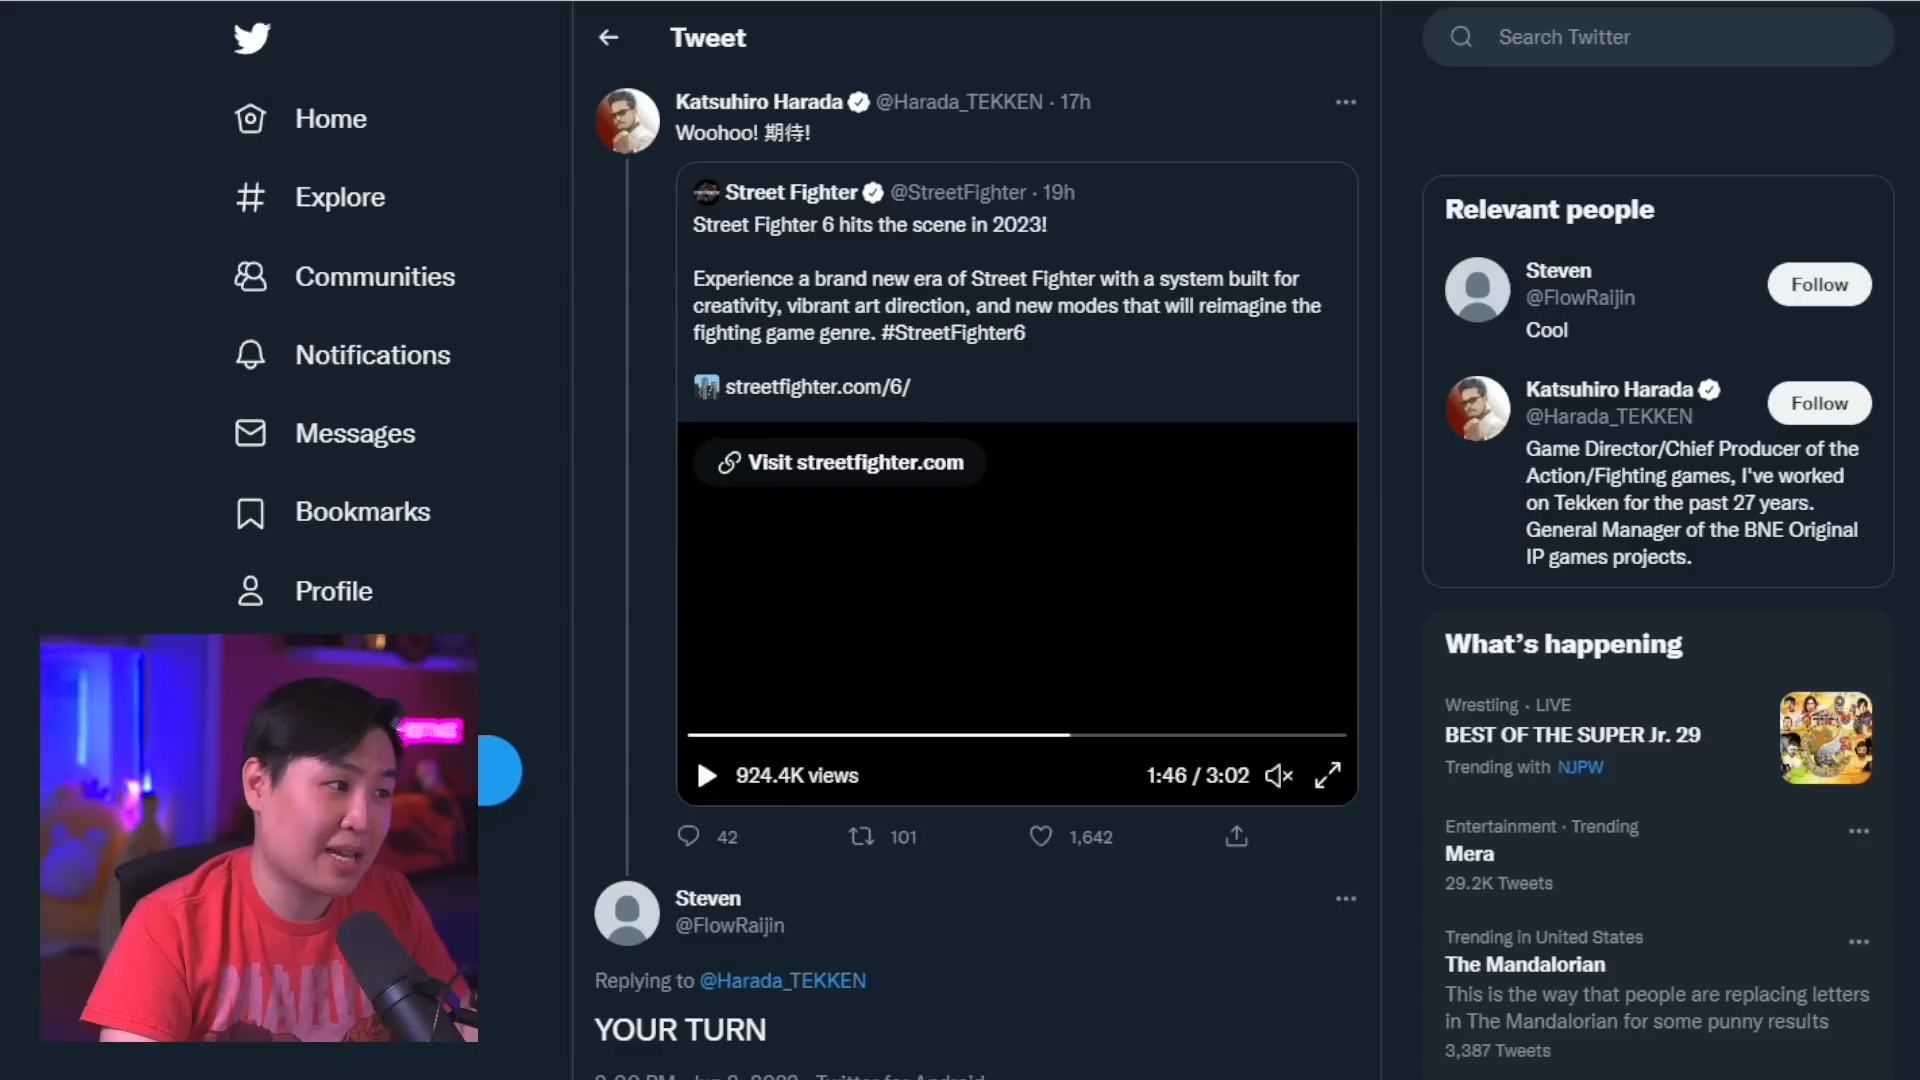 Home
Explore
Communities
Notifications
Messages
Bookmarks
Profile
Tweet
Katsuhiro Harada @Harada_TEKKEN · 17h
Woohoo! 期待!
Street Fighter @StreetFighter · 19h
Street Fighter 6 hits the scene in 2023!
Experience a brand new era of Street Fighter with a system built for
creativity, vibrant art direction, and new modes that will reimagine the
fighting game genre. #StreetFighter6
streetfighter.com/6/
Visit streetfighter.com
924.4K views
1:46 / 3:02
42
101
1,642
Steven
@FlowRaijin
Replying to @Harada_TEKKEN
YOUR TURN
Search Twitter
Relevant people
Steven
@FlowRaijin
Follow
Cool
Katsuhiro Harada
@Harada_TEKKEN
Follow
Game Director/Chief Producer of the
Action/Fighting games, I've worked
on Tekken for the past 27 years.
General Manager of the BNE Original
IP games projects.
What's happening
Wrestling · LIVE
BEST OF THE SUPER Jr. 29
Trending with NJPW
Entertainment · Trending
Mera
29.2K Tweets
Trending in United States
The Mandalorian
This is the way that people are replacing letters
in The Mandalorian for some punny results
3,387 Tweets